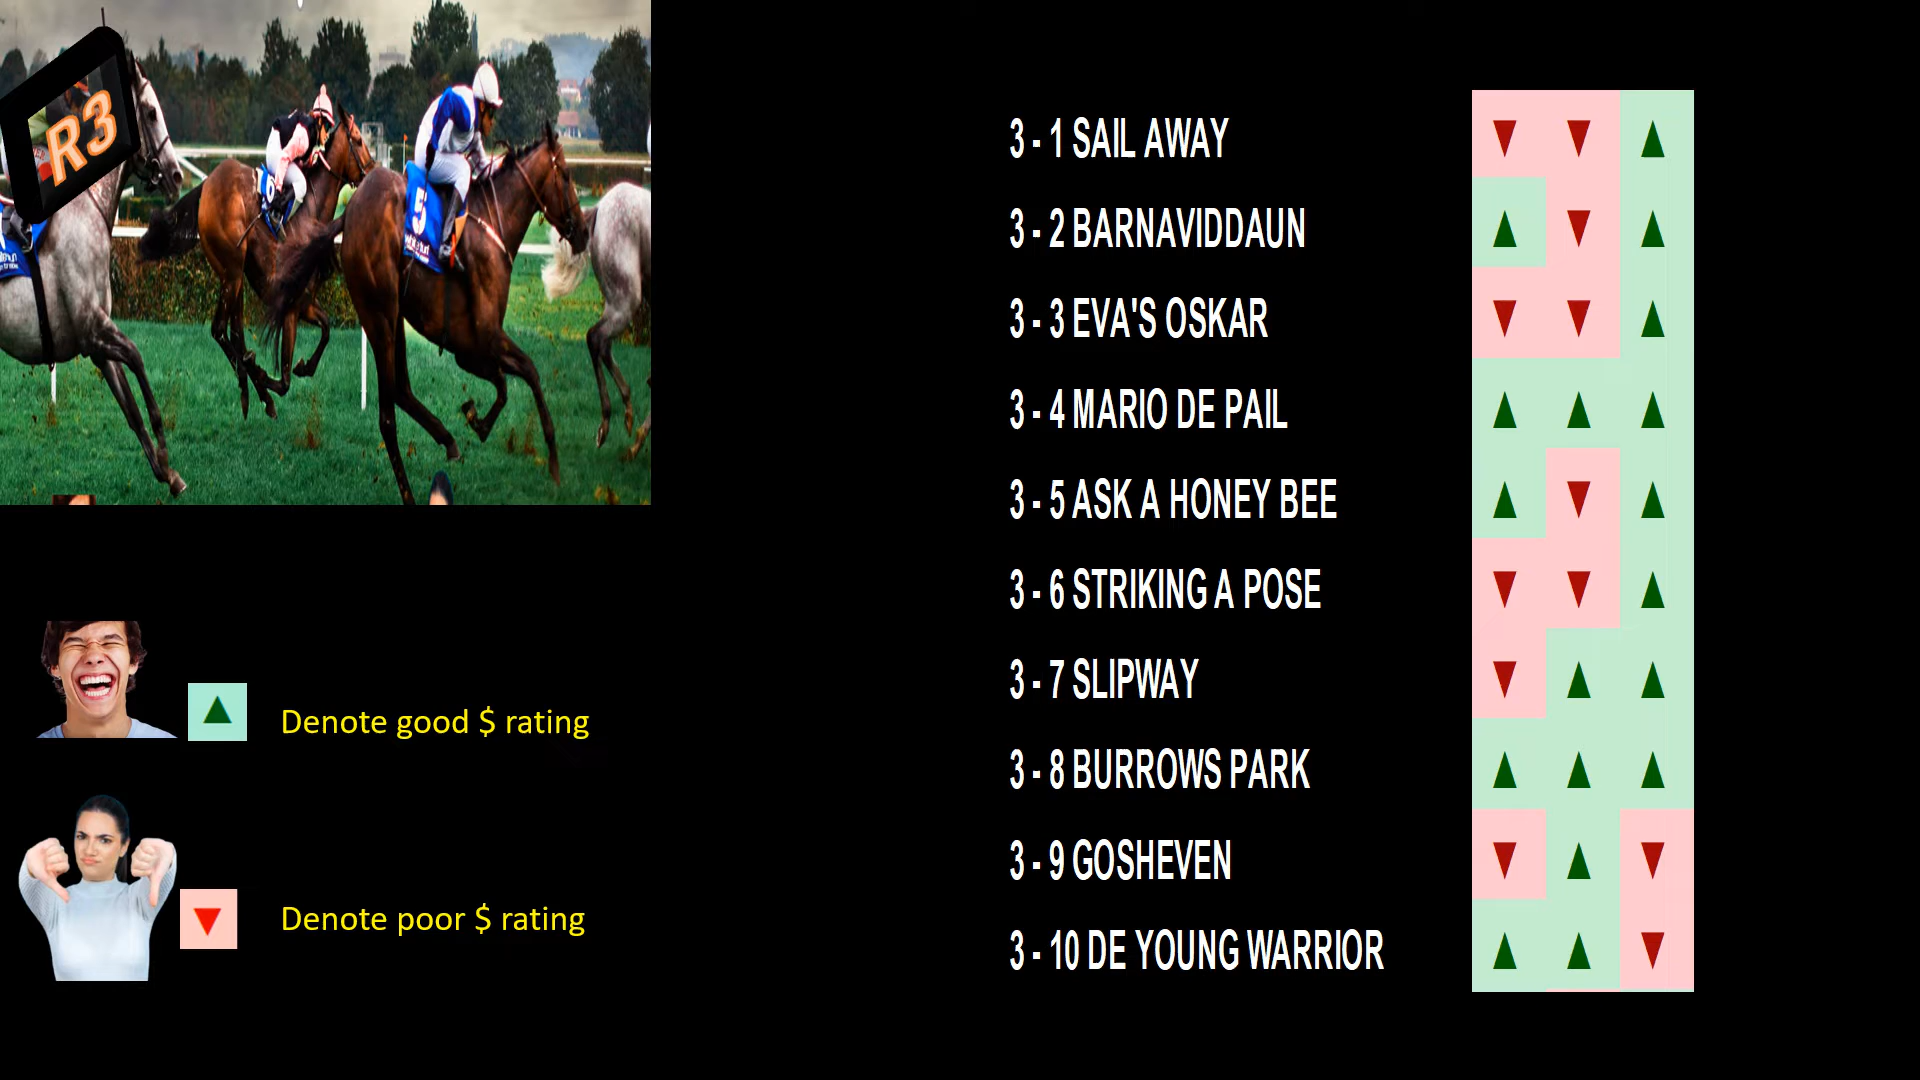 R3
6
5
3 - 1 SAIL AWAY
3 - 2 BARNAVIDDAUN
3 - 3 EVA'S OSKAR
3 - 4 MARIO DE PAIL
3 - 5 ASK A HONEY BEE
3 - 6 STRIKING A POSE
3 - 7 SLIPWAY
3 - 8 BURROWS PARK
3 - 9 GOSHEVEN
3 - 10 DE YOUNG WARRIOR
Denote good $ rating
Denote poor $ rating